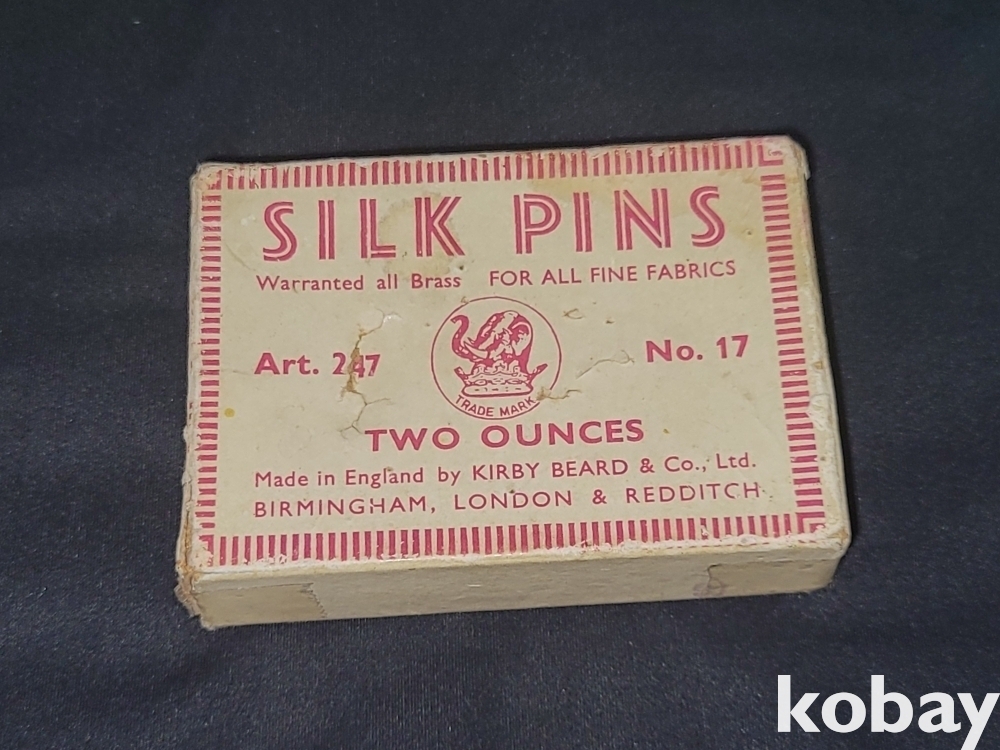 SILK PINS
Warranted all Brass FOR ALL FINE FABRICS
Art. 247 No. 17
TRADE MARK
TWO OUNCES
Made in England by KIRBY BEARD & Co., Ltd.
BIRMINGHAM, LONDON & REDDITCH
kobay